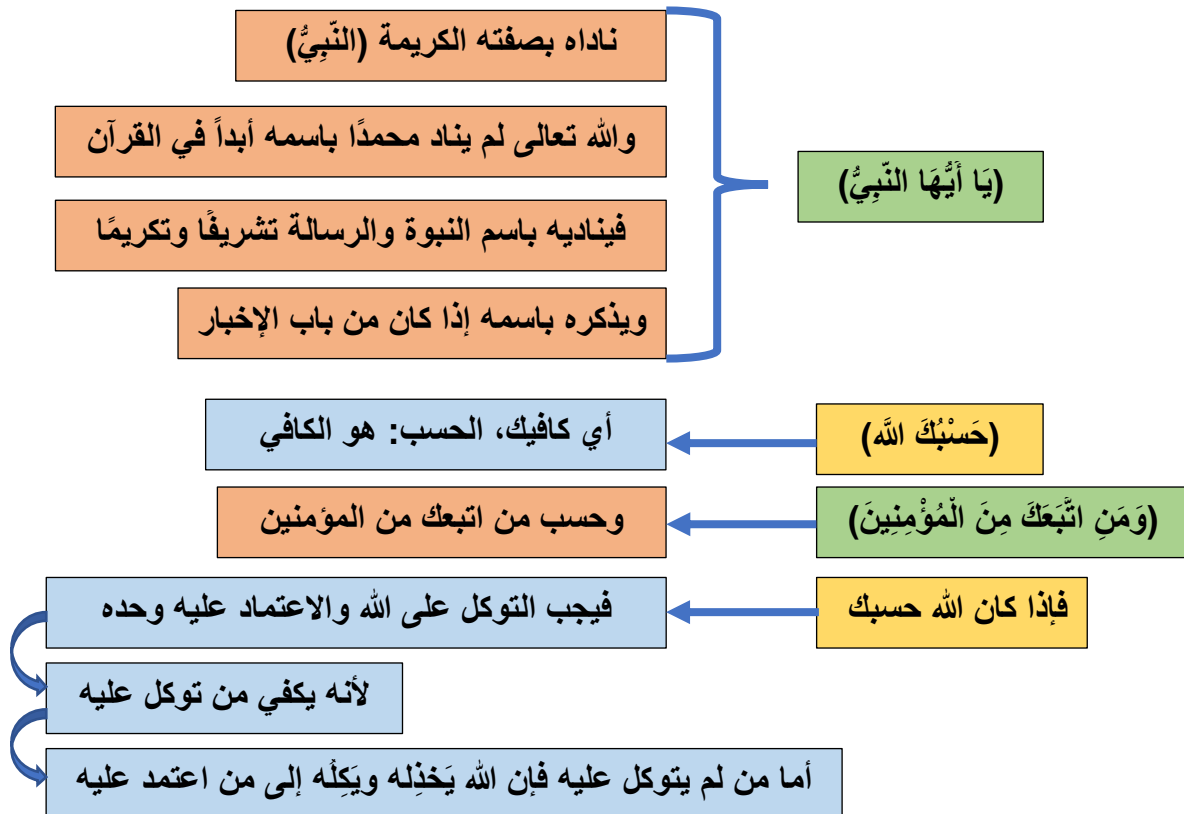 (يَا أَيُّهَا النَّبِيُّ)
ناداه بصفته الكريمة (النَّبِيُّ)
والله تعالى لم يناد محمدًا باسمه أبداً في القرآن
فيناديه باسم النبوة والرسالة تشريفًا وتكريمًا
ويذكره باسمه إذا كان من باب الإخبار
(حَسْبُكَ اللَّه)
أي كافيك، الحسب: هو الكافي
(وَمَنِ اتَّبَعَكَ مِنَ الْمُؤْمِنِينَ)
وحسب من اتبعك من المؤمنين
فإذا كان الله حسبك
فيجب التوكل على الله والاعتماد عليه وحده
لأنه يكفي من توكل عليه
أما من لم يتوكل عليه فإن الله يَخذِله ويَكِلُه إلى من اعتمد عليه